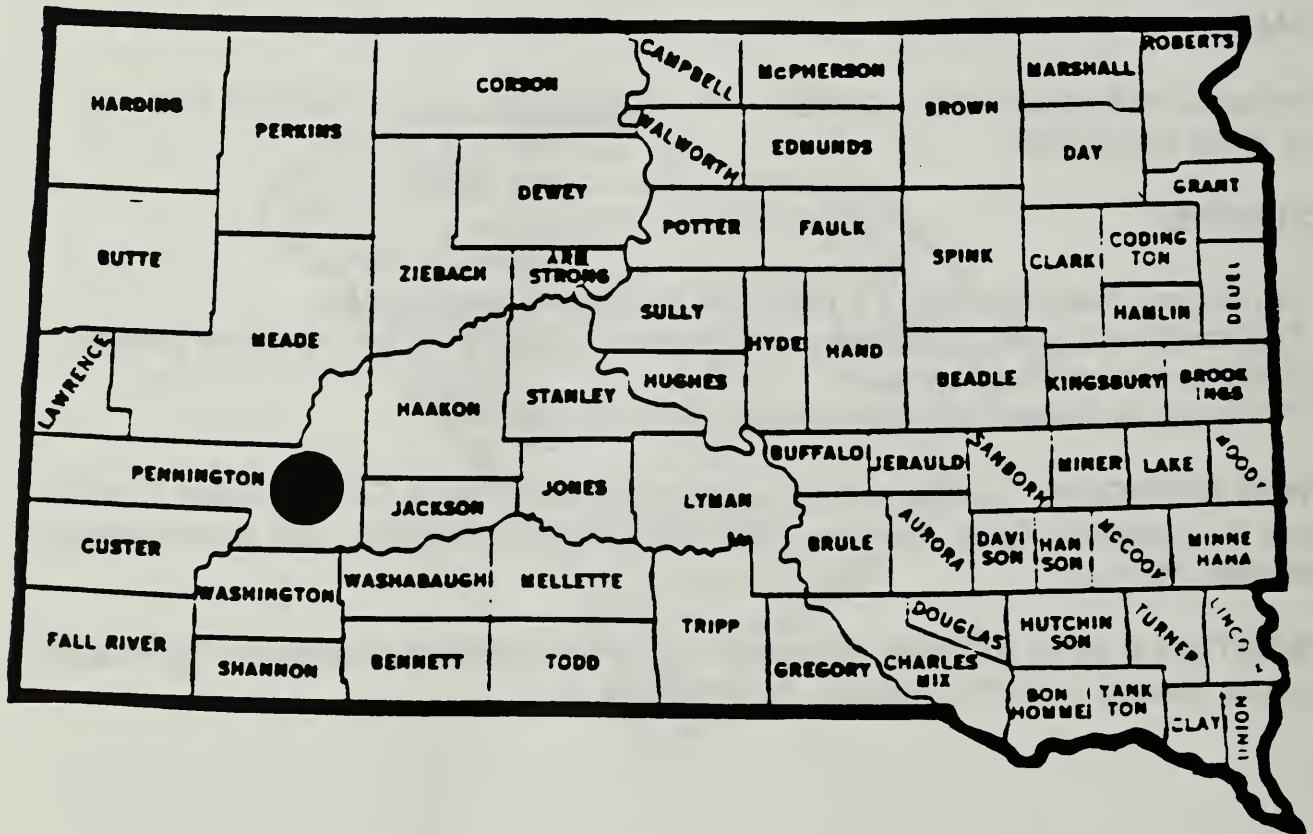 HARDING
PERKINS
CORSON
CAMPBELL
McPHERSON
BROWN
MARSHALL
ROBERTS
WALWORTH
EDMUNDS
DAY
DEWEY
GRANT
BUTTE
ZIEBACH
ARM
STRONG
POTTER
FAULK
SPINK
CLARK
CODING
TON
HAMLIN
DEUEL
LAWRENCE
MEADE
SULLY
HYDE
HAND
HAAKON
STANLEY
HUGHES
BEADLE
KINGSBURY
BROOK
INGS
PENNINGTON
JACKSON
JONES
LYMAN
BUFFALO
JERAULD
SAMBORN
MINER
LAKE
MOODY
CUSTER
BRULE
AURORA
DAVI
SON
HAN
SON
McCOOK
MINNE
HAHA
WASHINGTON
WASHABAUGH
MELLETTE
TRIPP
FALL RIVER
SHANNON
BENNETT
TODD
GREGORY
CHARLES
MIX
DOUGLAS
HUTCHIN
SON
TURNER
LINCO
BON
HOMME
YANK
TON
CLAY
UNION